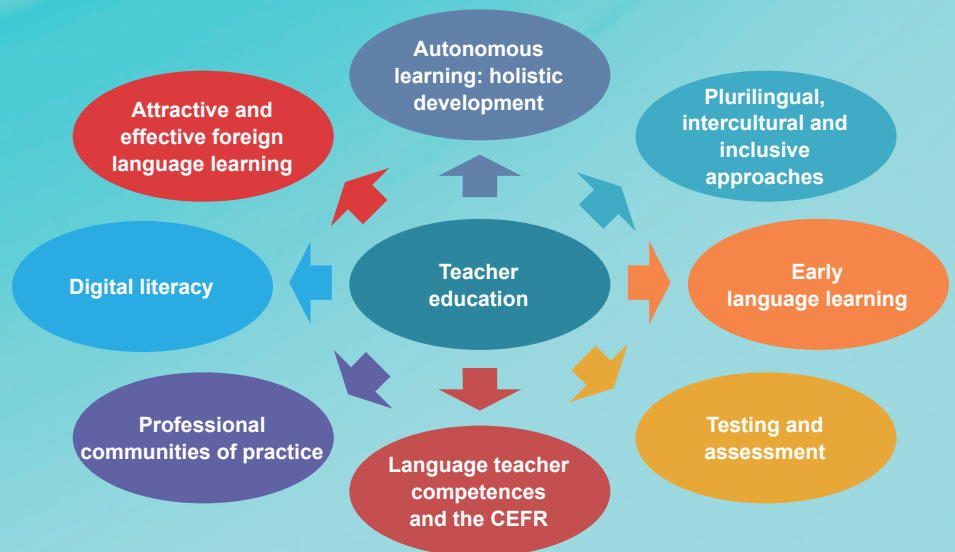 Autonomous
learning: holistic
development
Attractive and
effective foreign
language learning
Plurilingual,
intercultural and
inclusive
approaches
Digital literacy
Teacher
education
Early
language learning
Professional
communities of practice
Language teacher
competences
and the CEFR
Testing and
assessment